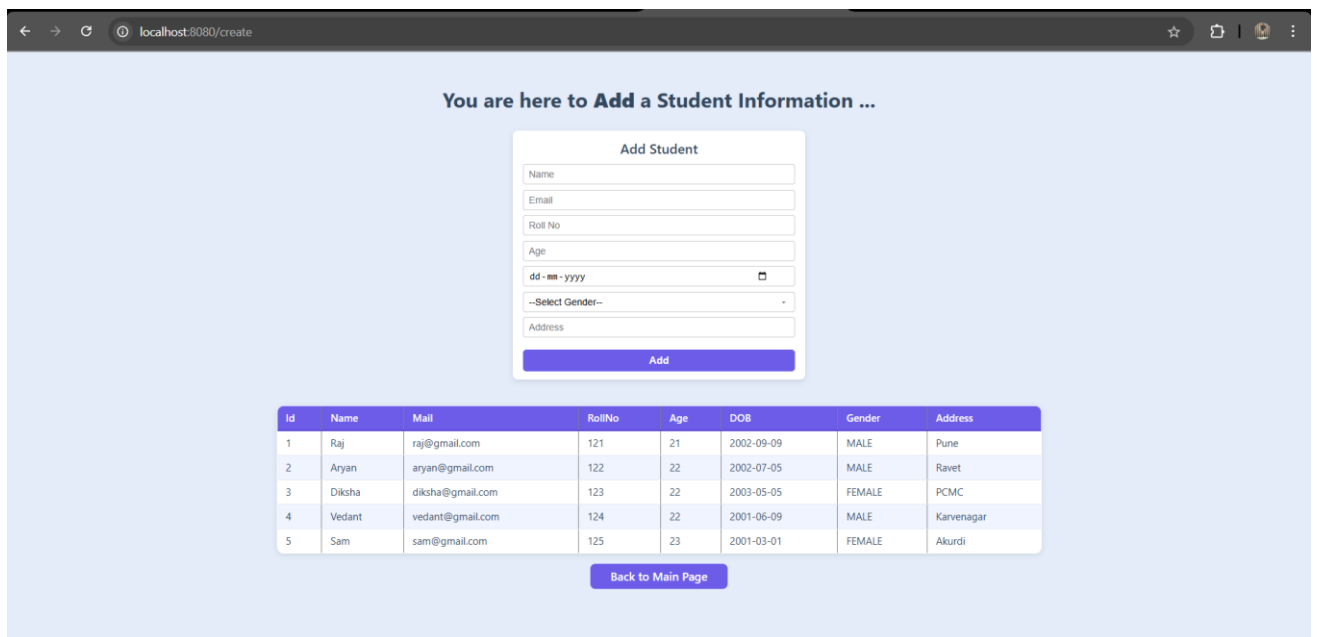 localhost:8080/create
You are here to Add a Student Information ...
Add Student
Name
Email
Roll No
Age
dd-mm-yyyy
--Select Gender--
Address
Add
Id Name Mail RollNo Age DOB Gender Address
1 Raj raj@gmail.com 121 21 2002-09-09 MALE Pune
2 Aryan aryan@gmail.com 122 22 2002-07-05 MALE Ravet
3 Diksha diksha@gmail.com 123 22 2003-05-05 FEMALE PCMC
4 Vedant vedant@gmail.com 124 22 2001-06-09 MALE Karvenagar
5 Sam sam@gmail.com 125 23 2001-03-01 FEMALE Akurdi
Back to Main Page